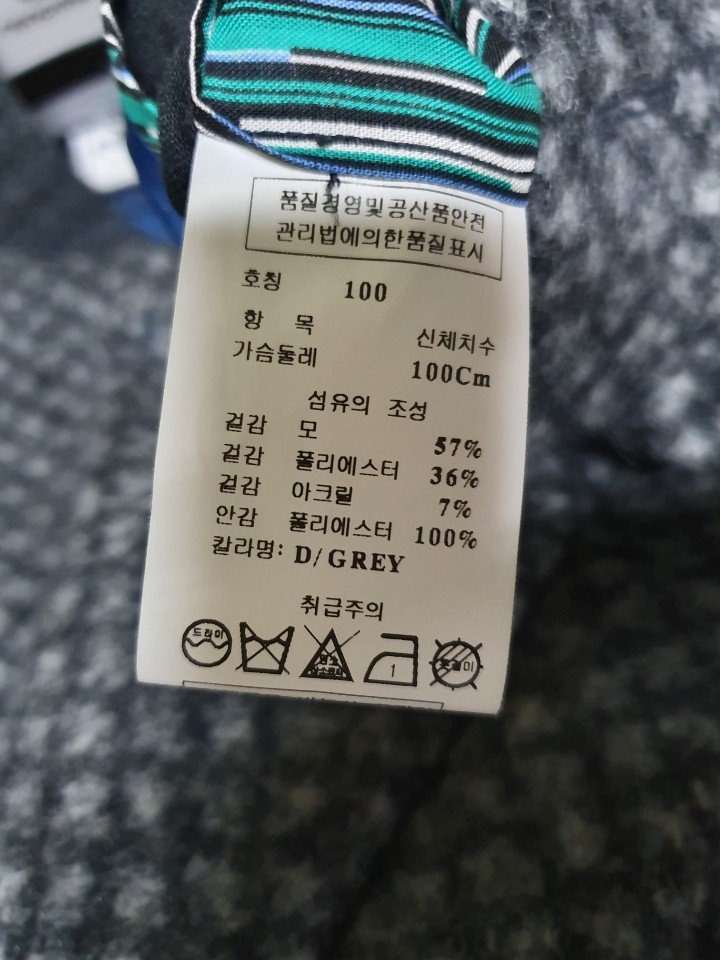 품질경영및공산품안전
관리법에의한품질표시
호칭 100
항 목 신체치수
가슴둘레 100Cm
섬유의 조성
겉감 모 57%
겉감 폴리에스터 36%
겉감 아크릴 7%
안감 폴리에스터 100%
칼라명: D/GREY
취급주의
드라이 1